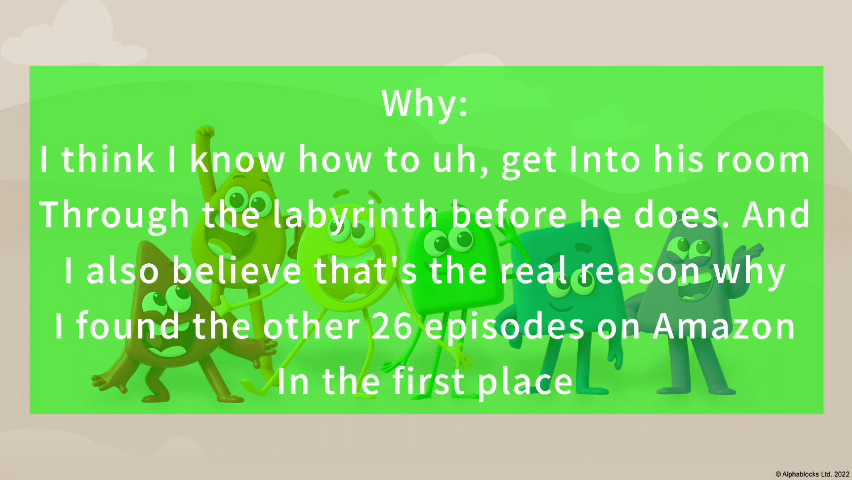 Why:
I think I know how to uh, get Into his room
Through the labyrinth before he does. And
I also believe that's the real reason why
I found the other 26 episodes on Amazon
In the first place
© Alphablocks Ltd. 2022